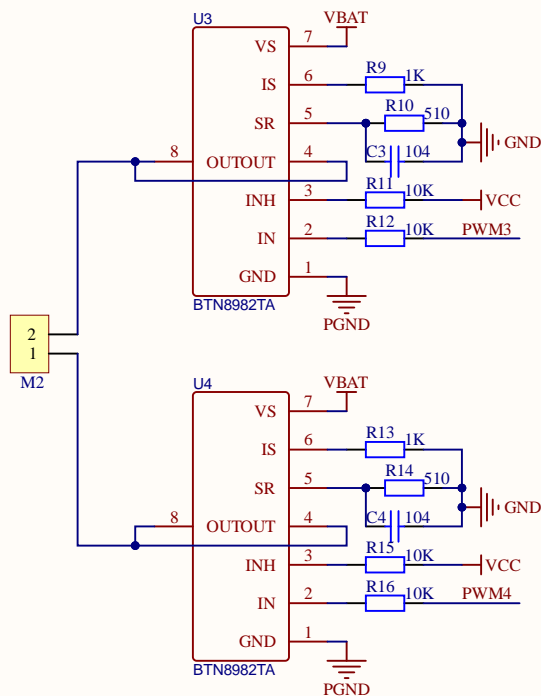 U3
VBAT
VS 7
IS 6 R9 1K
R10
SR 5 510
GND
8 OUTOUT 4 C3 104
R11
INH 3 10K VCC
R12
IN 2 10K PWM3
GND 1
BTN8982TA
PGND
2
1
M2
U4
VBAT
VS 7
IS 6 R13 1K
R14
SR 5 510
GND
8 OUTOUT 4 C4 104
R15
INH 3 10K VCC
R16
IN 2 10K PWM4
GND 1
BTN8982TA
PGND